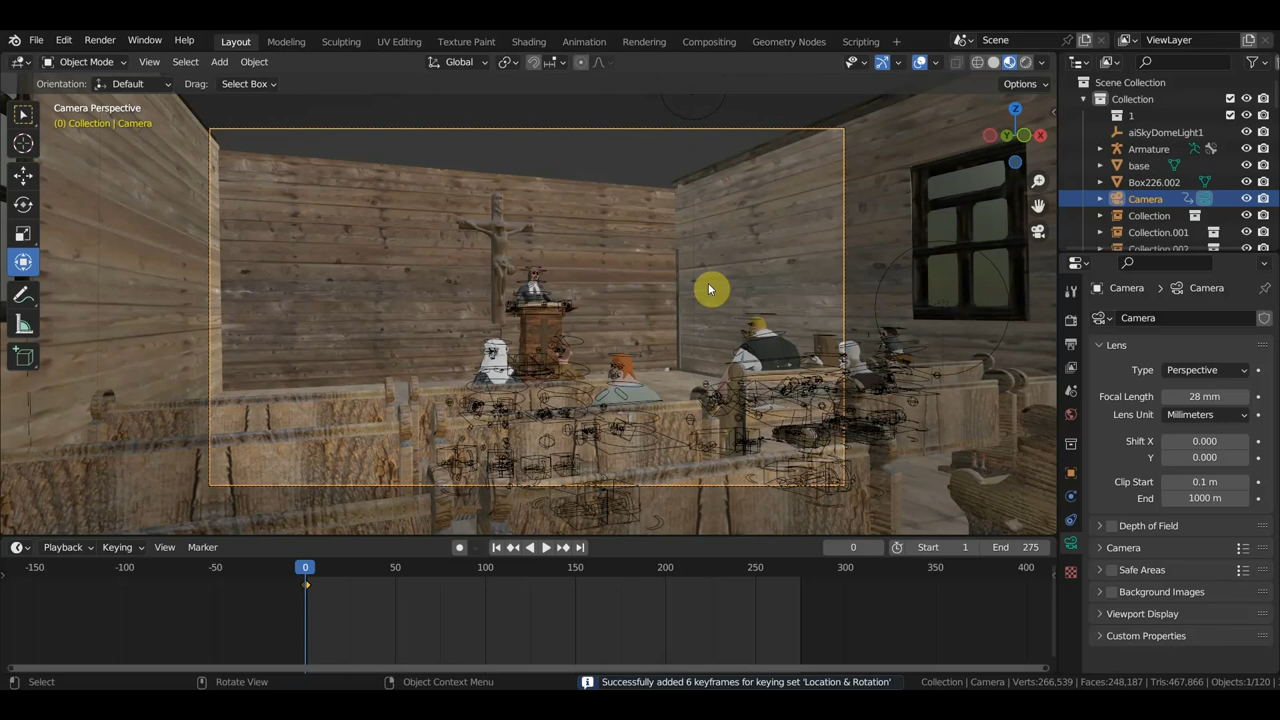 File Edit Render Window Help Layout Modeling Sculpting UV Editing Texture Paint Shading Animation Rendering Compositing Geometry Nodes Scripting Scene ViewLayer
Object Mode View Select Add Object Global
Orientation: Default Drag: Select Box Options
Camera Perspective
(0) Collection | Camera
Z
Y X
Scene Collection
Collection
1
aiSkyDomeLight1
Armature
base
Box226.002
Camera
Collection
Collection.001
Collection.002
Camera Camera
Camera
Lens
Type Perspective
Focal Length 28 mm
Lens Unit Millimeters
Shift X 0.000
Y 0.000
Clip Start 0.1 m
End 1000 m
Depth of Field
Camera
Safe Areas
Background Images
Viewport Display
Custom Properties
Playback Keying View Marker 0 Start 1 End 275
-150 -100 -50 0 50 100 150 200 250 300 350 400
Select Rotate View Object Context Menu Successfully added 6 keyframes for keying set 'Location & Rotation' Collection | Camera Verts:266,539 Faces:248,187 Tris:467,866 Objects:1/120